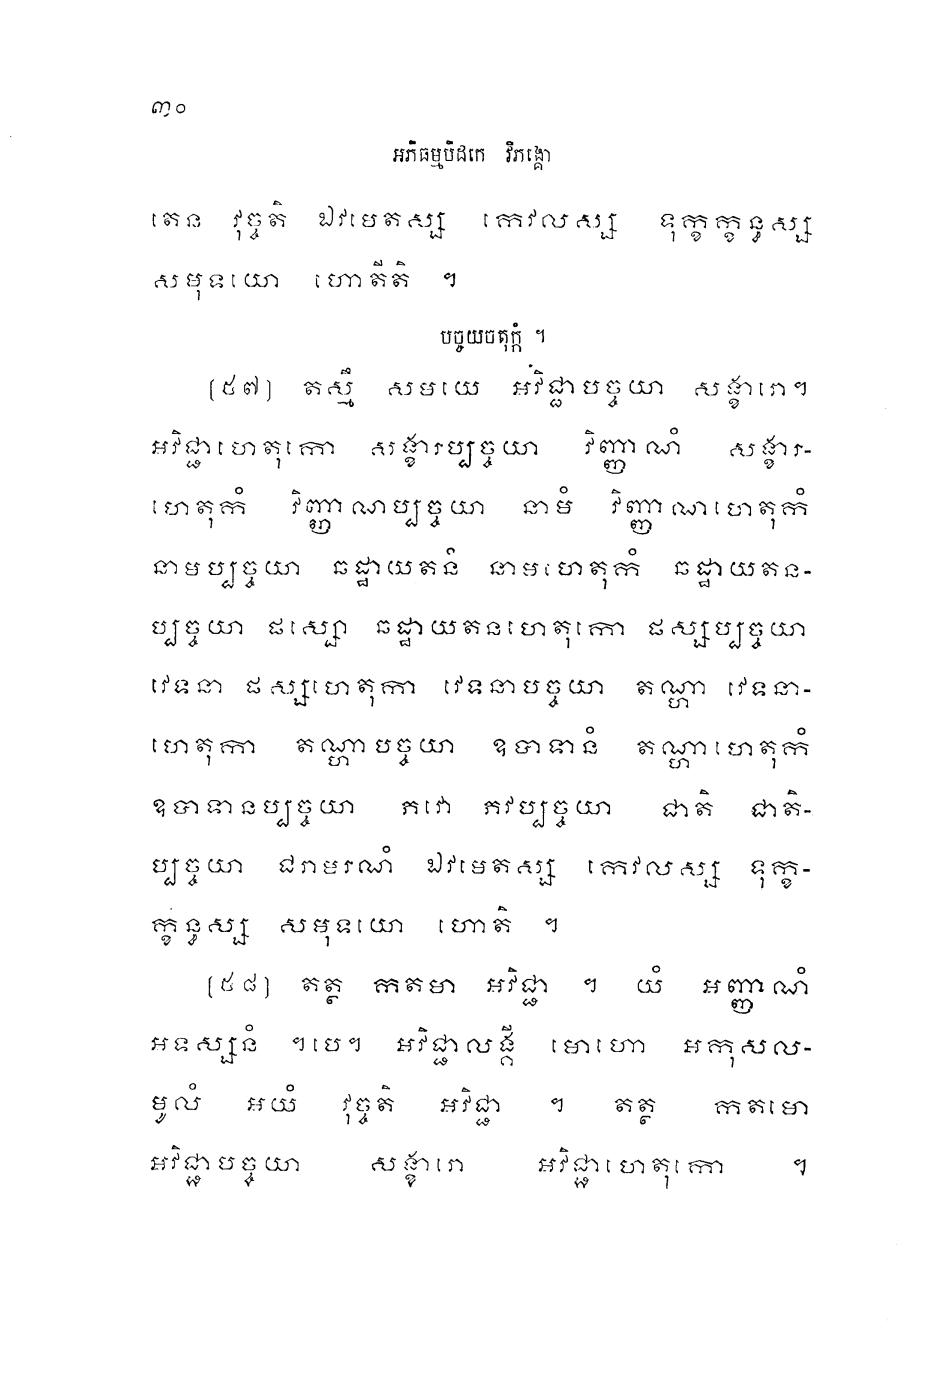 ៣០
អភិធម្មបិដកេ វិភង្គោ
តេន វុច្ចតិ ឯវមេតស្ស កេវលស្ស ទុក្ខក្ខន្ធស្ស
សមុទយោ ហោតីតិ ។
បច្ចយចតុក្កំ ។
(៥៧) តស្មឹ សមយេ អវិជ្ជាបច្ចយា សង្ខារោ។
អវិជ្ជាហេតុកោ សង្ខារប្បច្ចយា វិញ្ញាណំ សង្ខារ-
ហេតុកំ វិញ្ញាណប្បច្ចយា នាមំ វិញ្ញាណហេតុកំ
នាមប្បច្ចយា ឆដ្ឋាយតនំ នាមហេតុកំ ឆដ្ឋាយតន-
ប្បច្ចយា ផស្សោ ឆដ្ឋាយតនហេតុកោ ផស្សប្បច្ចយា
វេទនា ផស្សហេតុកា វេទនាបច្ចយា តណ្ហា វេទនា-
ហេតុកា តណ្ហាបច្ចយា ឧបាទានំ តណ្ហាហេតុកំ
ឧបាទានប្បច្ចយា ភវោ ភវប្បច្ចយា ជាតិ ជាតិ-
ប្បច្ចយា ជរាមរណំ ឯវមេតស្ស កេវលស្ស ទុក្ខ-
ក្ខន្ធស្ស សមុទយោ ហោតិ ។
(៥៨) តត្ថ កតមា អវិជ្ជា ។ យំ អញ្ញាណំ
អទស្សនំ ។បេ។ អវិជ្ជាលង្គី មោហោ អកុសល-
មូលំ អយំ វុច្ចតិ អវិជ្ជា ។ តត្ថ កតមោ
អវិជ្ជាបច្ចយា សង្ខារោ អវិជ្ជាហេតុកោ ។